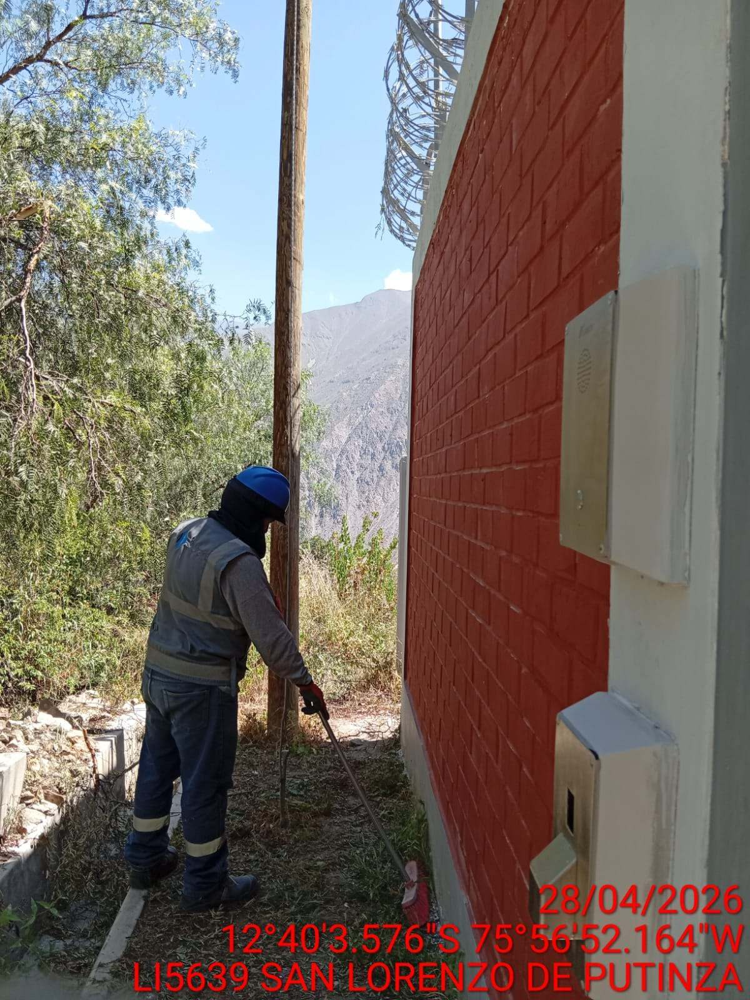 28/04/2026
12°40'3.576"S 75°56'52.164"W
LI5639 SAN LORENZO DE PUTINZA